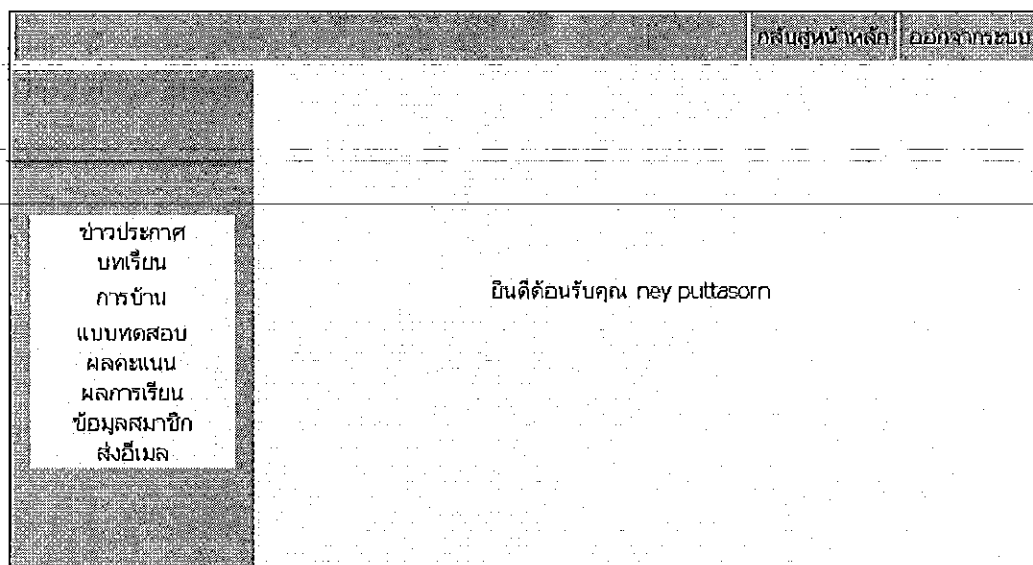 กลับสู่หน้าหลัก ออกจากระบบ
ข่าวประกาศ
บทเรียน
การบ้าน
แบบทดสอบ
ผลคะแนน
ผลการเรียน
ข้อมูลสมาชิก
ส่งอีเมล
ยินดีต้อนรับคุณ ney puttasorn